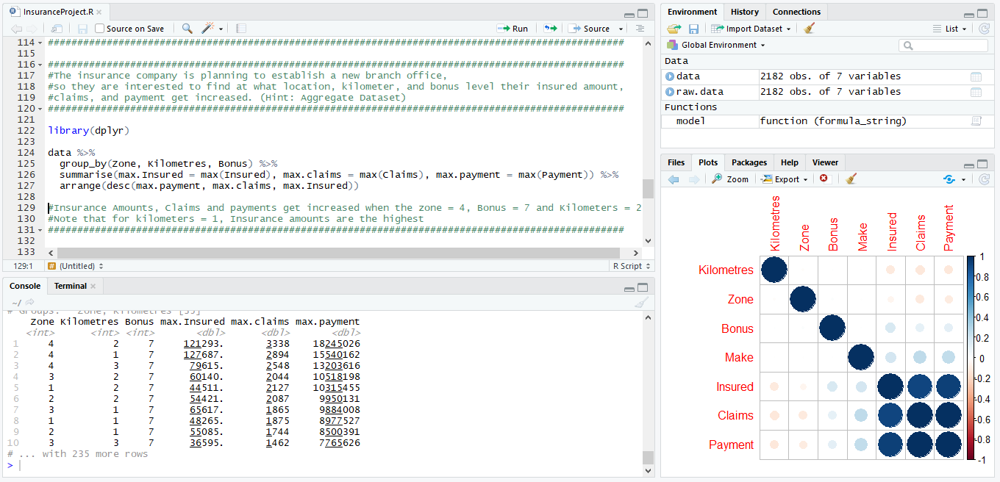 InsuranceProject.R
Source on Save
Run
Source
114 ##################################################################################################
115
116 ##################################################################################################
117 #The insurance company is planning to establish a new branch office,
118 #so they are interested to find at what location, kilometer, and bonus level their insured amount,
119 #claims, and payment get increased. (Hint: Aggregate Dataset)
120 ##################################################################################################
121
122 library(dplyr)
123
124 data %>%
125 group_by(Zone, Kilometres, Bonus) %>%
126 summarise(max.Insured = max(Insured), max.claims = max(Claims), max.payment = max(Payment)) %>%
127 arrange(desc(max.payment, max.claims, max.Insured))
128
129 #Insurance Amounts, Claims and payments get increased when the zone = 4, Bonus = 7 and Kilometers = 2
130 #Note that for kilometers = 1, Insurance amounts are the highest
131 ##################################################################################################
132
133
129:1 # (Untitled) R Script
Console Terminal
~/
# Groups: Zone, Kilometres [35]
Zone Kilometres Bonus max.Insured max.claims max.payment
<int> <int> <int> <dbl> <dbl> <dbl>
1 4 2 7 121293. 3338 18245026
2 4 1 7 127687. 2894 15540162
3 4 3 7 79615. 2548 13203616
4 3 2 7 60140. 2044 10518198
5 1 2 7 44511. 2127 10315455
6 2 2 7 54421. 2087 9950131
7 3 1 7 65617. 1865 9884008
8 1 1 7 48265. 1875 8977527
9 2 1 7 55085. 1744 8500391
10 3 3 7 36595. 1462 7765626
# ... with 235 more rows
>
Environment History Connections
Import Dataset List
Global Environment
Data
data 2182 obs. of 7 variables
raw.data 2182 obs. of 7 variables
Functions
model function (formula_string)
Files Plots Packages Help Viewer
Zoom Export
Kilometres Zone Bonus Make Insured Claims Payment
Kilometres
Zone
Bonus
Make
Insured
Claims
Payment
1
0.8
0.6
0.4
0.2
0
-0.2
-0.4
-0.6
-0.8
-1